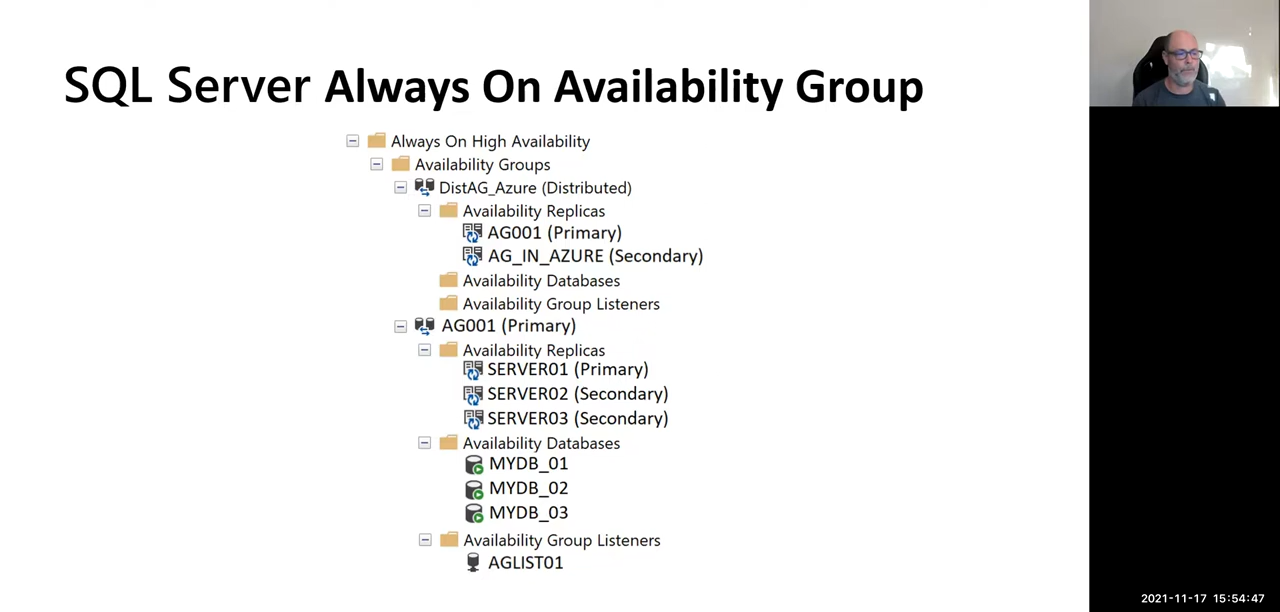 SQL Server Always On Availability Group
Always On High Availability
Availability Groups
DistAG_Azure (Distributed)
Availability Replicas
AG001 (Primary)
AG_IN_AZURE (Secondary)
Availability Databases
Availability Group Listeners
AG001 (Primary)
Availability Replicas
SERVER01 (Primary)
SERVER02 (Secondary)
SERVER03 (Secondary)
Availability Databases
MYDB_01
MYDB_02
MYDB_03
Availability Group Listeners
AGLIST01
2021-11-17 15:54:47